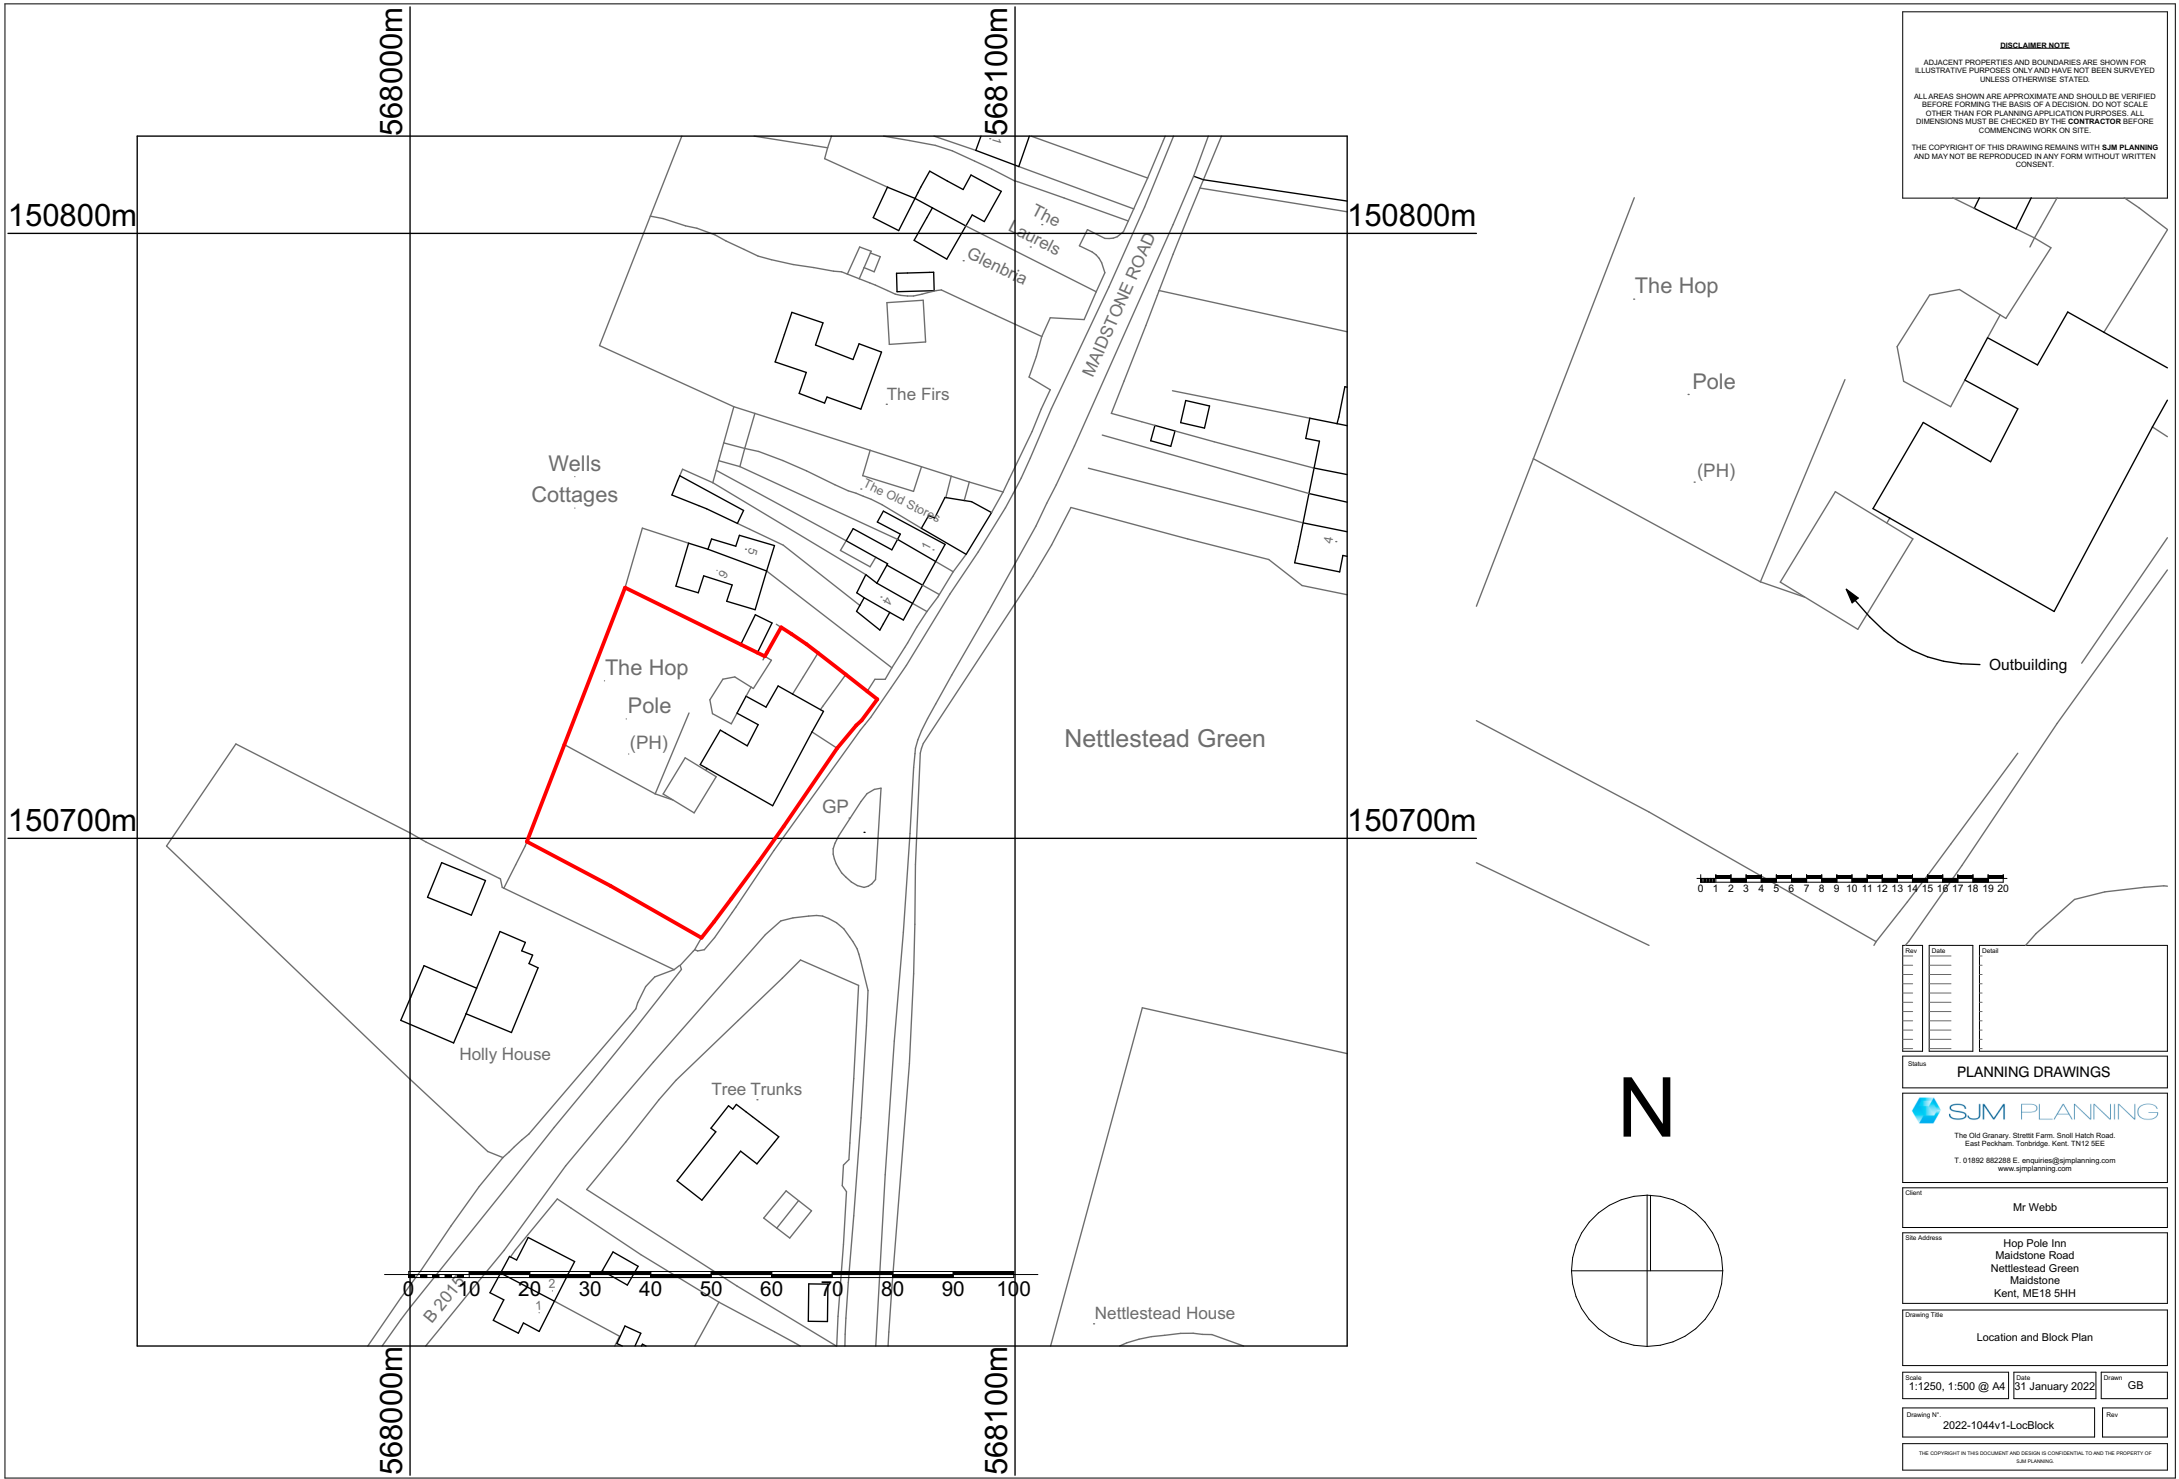 568000m
568100m
150800m
150800m
The
Laurels
Glenbria
MAIDSTONE ROAD
The Firs
Wells
Cottages
The Old Stores
1
5
6
1
4
4
The Hop
Pole
(PH)
Nettlestead Green
GP
150700m
150700m
Holly House
Tree Trunks
B 2015
2
1
0 10 20 30 40 50 60 70 80 90 100
Nettlestead House
568000m
568100m
The Hop
Pole
(PH)
Outbuilding
0 1 2 3 4 5 6 7 8 9 10 11 12 13 14 15 16 17 18 19 20
N
DISCLAIMER NOTE
ADJACENT PROPERTIES AND BOUNDARIES ARE SHOWN FOR
ILLUSTRATIVE PURPOSES ONLY AND HAVE NOT BEEN SURVEYED
UNLESS OTHERWISE STATED.
ALL AREAS SHOWN ARE APPROXIMATE AND SHOULD BE VERIFIED
BEFORE FORMING THE BASIS OF A DECISION. DO NOT SCALE
OTHER THAN FOR PLANNING APPLICATION PURPOSES. ALL
DIMENSIONS MUST BE CHECKED BY THE CONTRACTOR BEFORE
COMMENCING WORK ON SITE.
THE COPYRIGHT OF THIS DRAWING REMAINS WITH SJM PLANNING
AND MAY NOT BE REPRODUCED IN ANY FORM WITHOUT WRITTEN
CONSENT.
Rev Date Detail
Status
PLANNING DRAWINGS
SJM PLANNING
The Old Granary. Strettit Farm. Snoll Hatch Road.
East Peckham. Tonbridge. Kent. TN12 5EE
T. 01892 882288 E. enquiries@sjmplanning.com
www.sjmplanning.com
Client
Mr Webb
Site Address
Hop Pole Inn
Maidstone Road
Nettlestead Green
Maidstone
Kent, ME18 5HH
Drawing Title
Location and Block Plan
Scale
1:1250, 1:500 @ A4
Date
31 January 2022
Drawn
GB
Drawing N°.
2022-1044v1-LocBlock
Rev
THE COPYRIGHT IN THIS DOCUMENT AND DESIGN IS CONFIDENTIAL TO AND THE PROPERTY OF
SJM PLANNING.